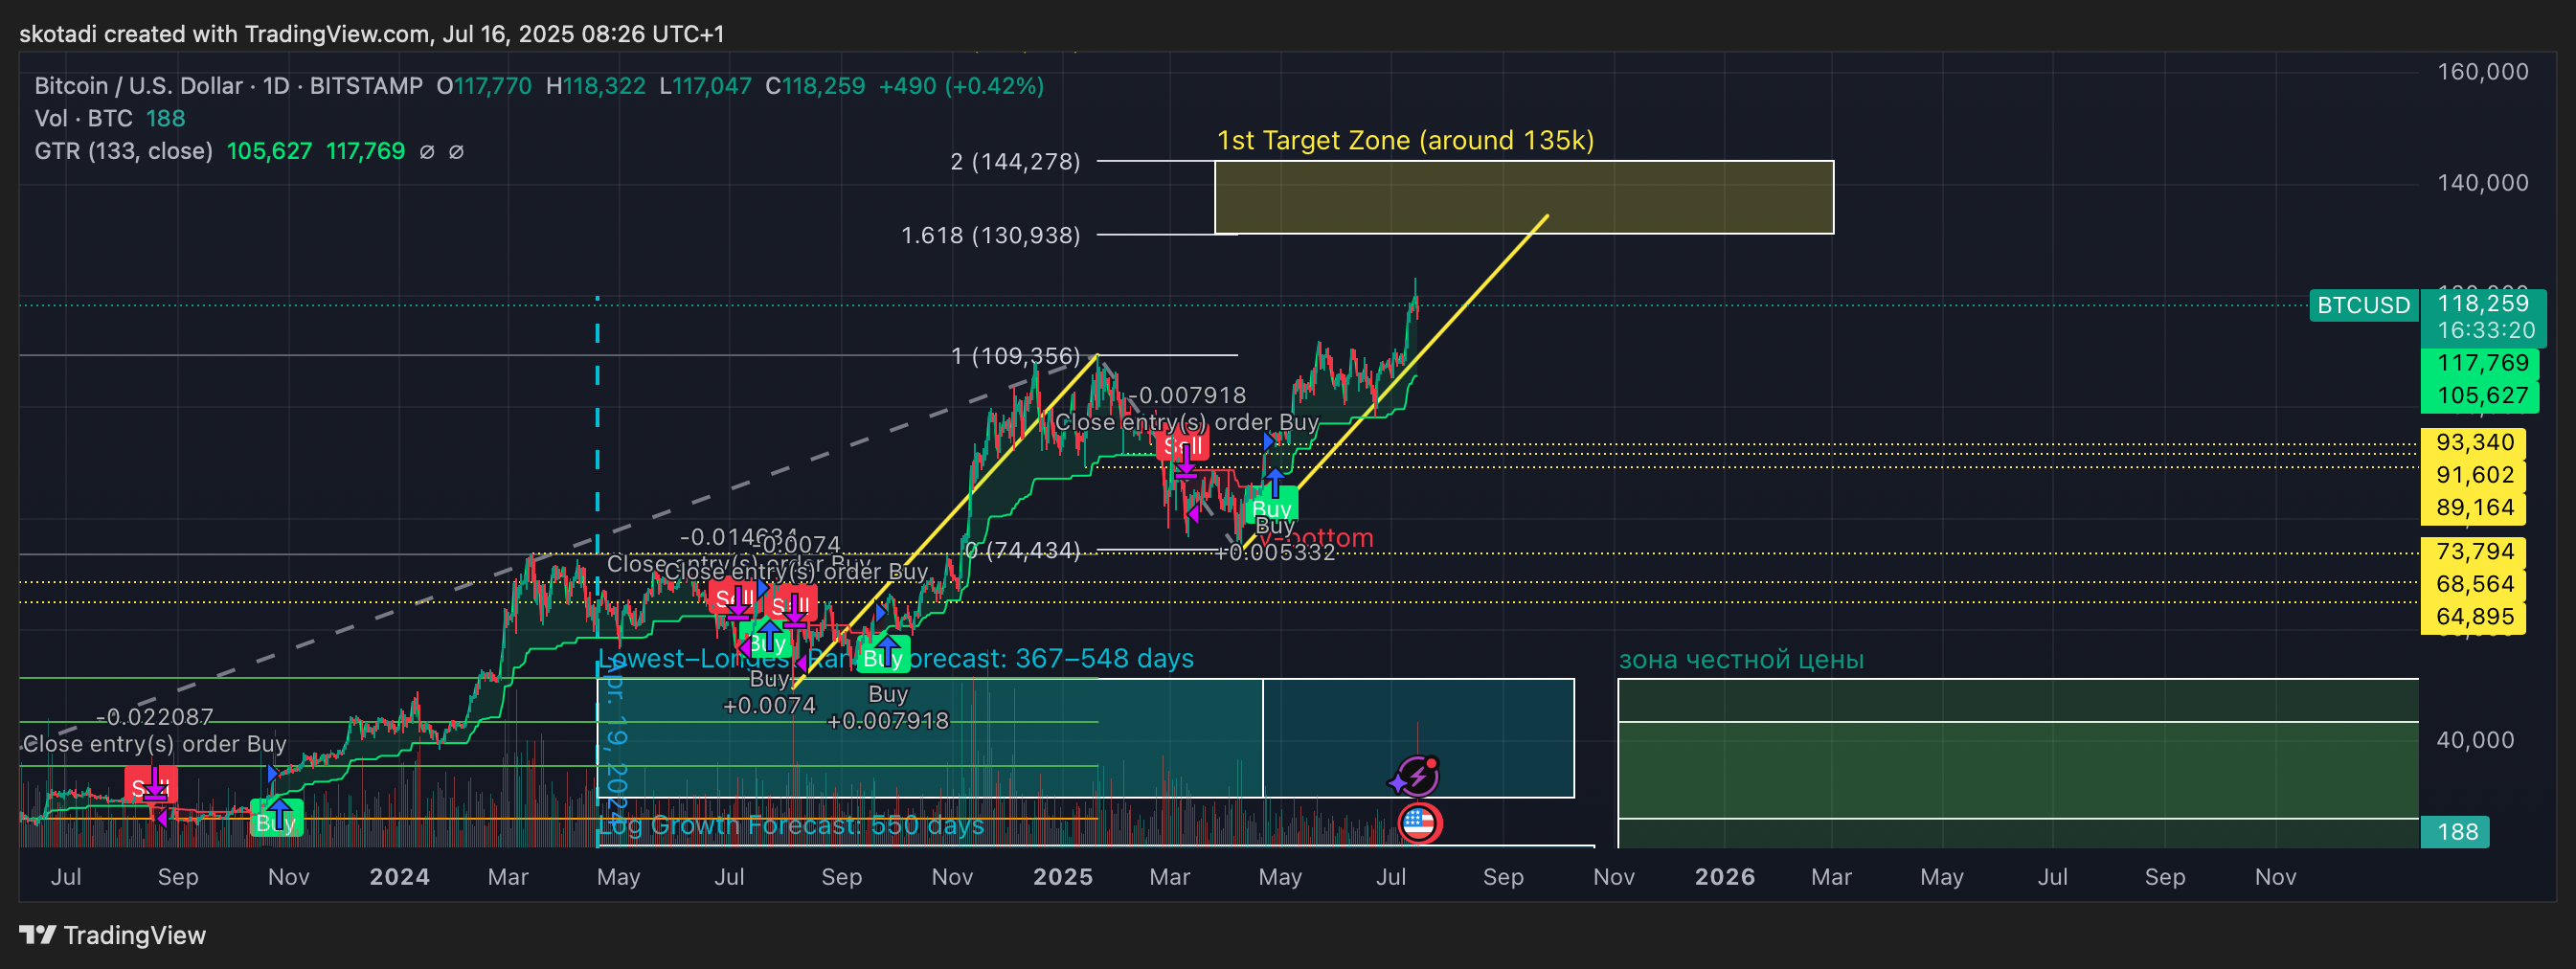 skotadi created with TradingView.com, Jul 16, 2025 08:26 UTC+1
Bitcoin / U.S. Dollar · 1D · BITSTAMP O117,770 H118,322 L117,047 C118,259 +490 (+0.42%)
Vol · BTC 188
GTR (133, close) 105,627 117,769 ∅ ∅
160,000
1st Target Zone (around 135k)
2 (144,278)
140,000
1.618 (130,938)
BTCUSD 118,259
16:33:20
1 (109,356)
117,769
105,627
-0.007918
Close entry(s) order Buy
Sell
93,340
91,602
89,164
Buy
Buy
V-bottom
+0.005332
0 (74,434)
73,794
68,564
64,895
-0.014634
-0.0074
Close entry(s) order Buy
Close entry(s) order Buy
Sell
Sell
Buy
Buy
Lowest–Longest Range Forecast: 367–548 days
зона честной цены
Buy
+0.0074
Buy
+0.007918
Apr. 19, 2024
-0.022087
Close entry(s) order Buy
40,000
Sell
Buy
Log Growth Forecast: 550 days
188
Jul Sep Nov 2024 Mar May Jul Sep Nov 2025 Mar May Jul Sep Nov 2026 Mar May Jul Sep Nov
TradingView